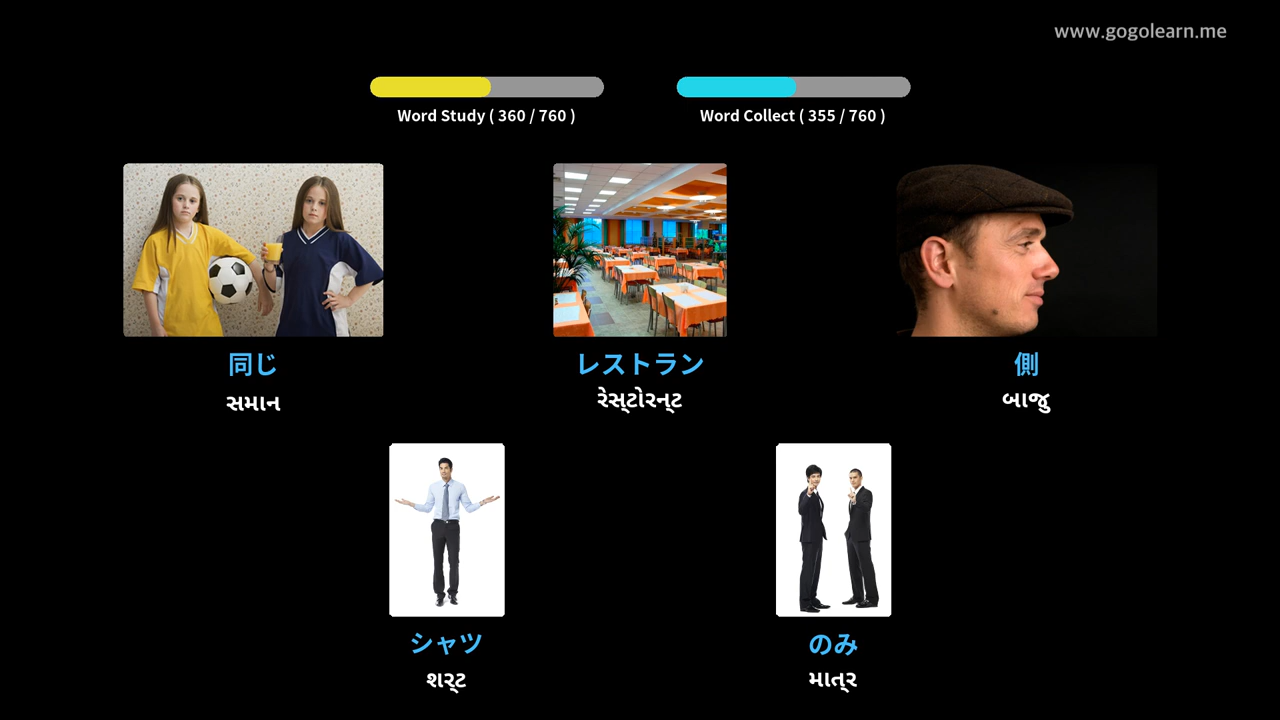 www.gogolearn.me
Word Study ( 360 / 760 )
Word Collect ( 355 / 760 )
同じ
સમાન
レストラン
રેસ્ટોરન્ટ
側
બાજુ
シャツ
શર્ટ
のみ
માત્ર